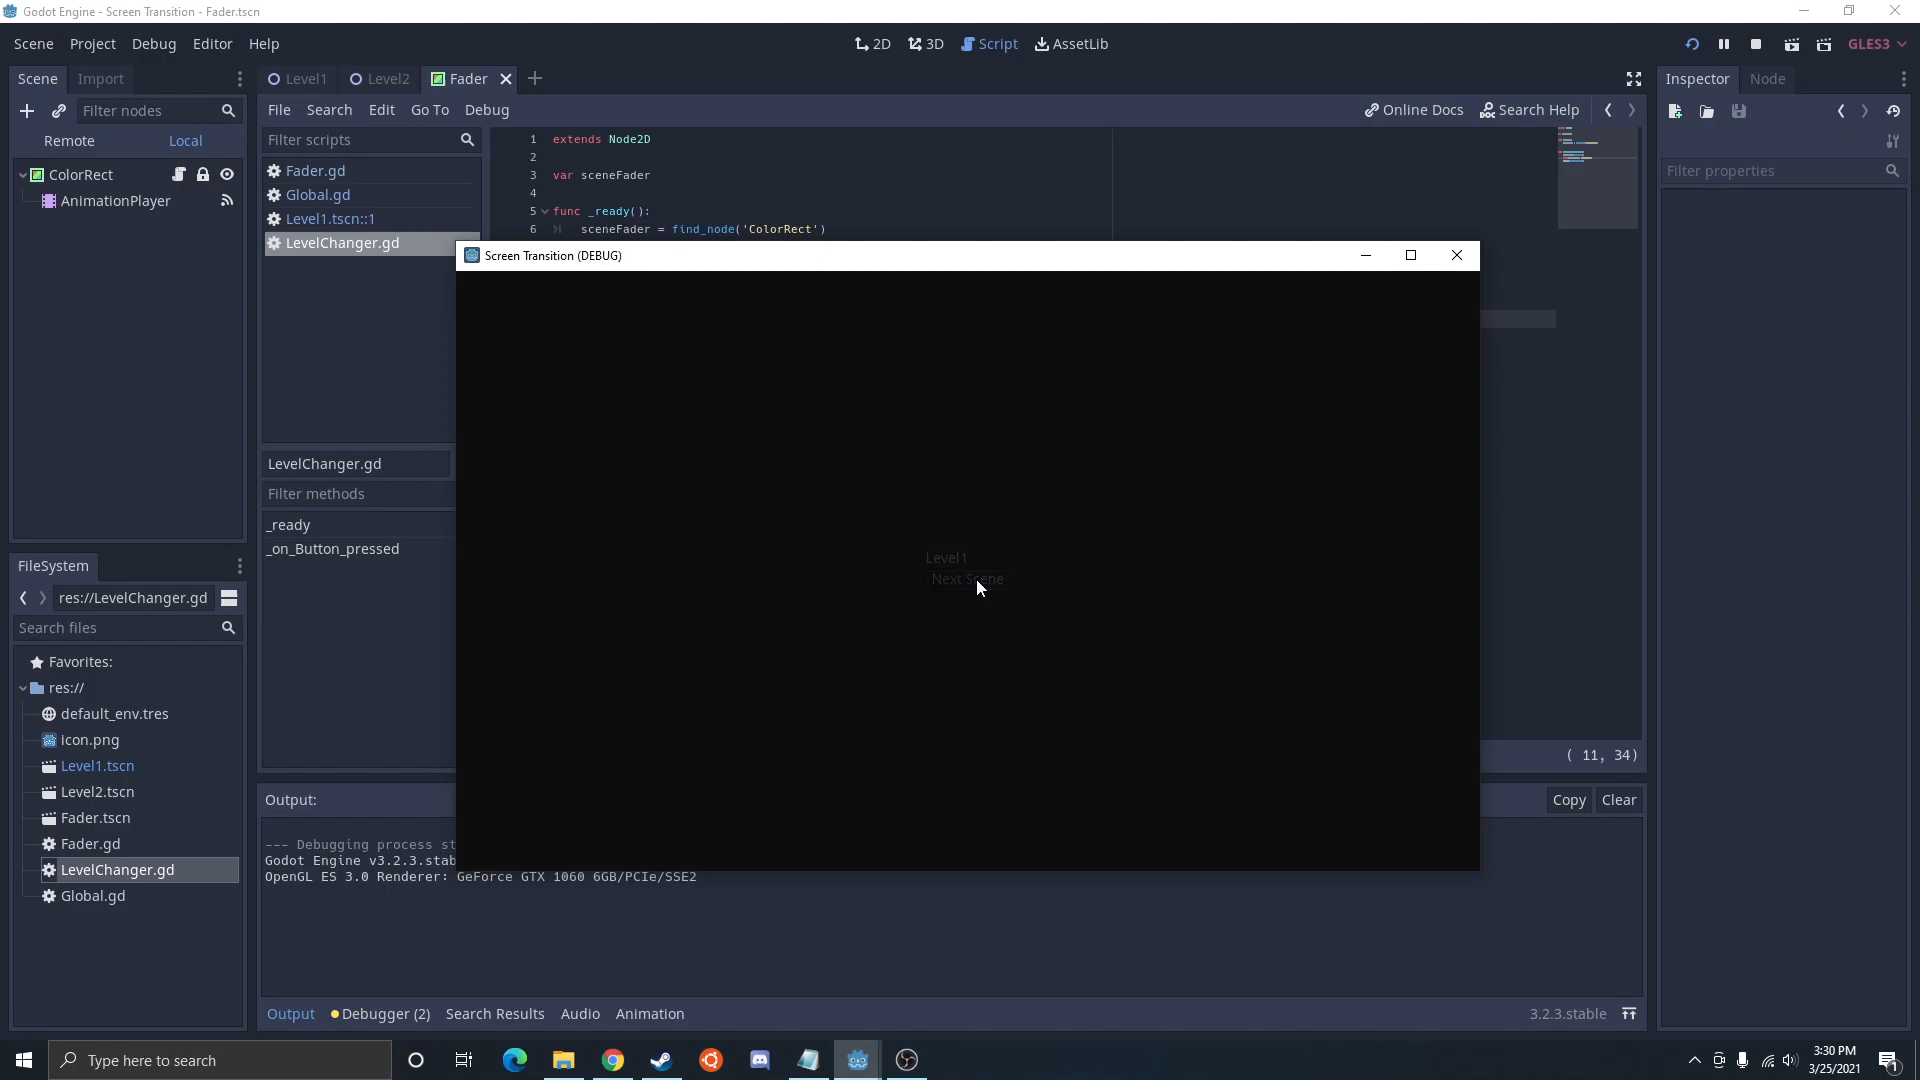 Godot Engine - Screen Transition - Fader.tscn
Scene Project Debug Editor Help
2D 3D Script AssetLib
GLES3
Scene Import
Filter nodes
Remote Local
ColorRect
AnimationPlayer
FileSystem
res://LevelChanger.gd
Search files
Favorites:
res://
default_env.tres
icon.png
Level1.tscn
Level2.tscn
Fader.tscn
Fader.gd
LevelChanger.gd
Global.gd
Level1 Level2 Fader
File Search Edit Go To Debug
Online Docs Search Help
Filter scripts
Fader.gd
Global.gd
Level1.tscn::1
LevelChanger.gd
LevelChanger.gd
Filter methods
_ready
_on_Button_pressed
1 extends Node2D
2
3 var sceneFader
4
5 func _ready():
6 sceneFader = find_node('ColorRect')
Screen Transition (DEBUG)
Level1
Next Scene
( 11, 34)
Output:
Copy Clear
--- Debugging process st
Godot Engine v3.2.3.stab
OpenGL ES 3.0 Renderer: GeForce GTX 1060 6GB/PCIe/SSE2
Output Debugger (2) Search Results Audio Animation
3.2.3.stable
Inspector Node
Filter properties
Type here to search
3:30 PM
3/25/2021
1